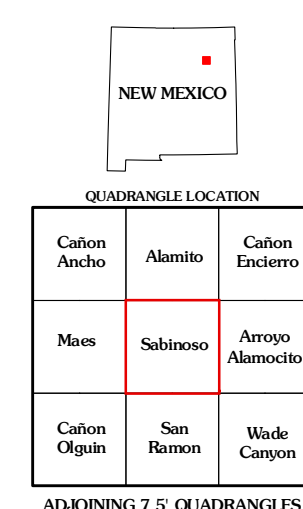 NEW MEXICO
QUADRANGLE LOCATION
Cañon Ancho
Alamito
Cañon Encierro
Maes
Sabinoso
Arroyo Alamocito
Cañon Olguin
San Ramon
Wade Canyon
ADJOINING 7.5' QUADRANGLES